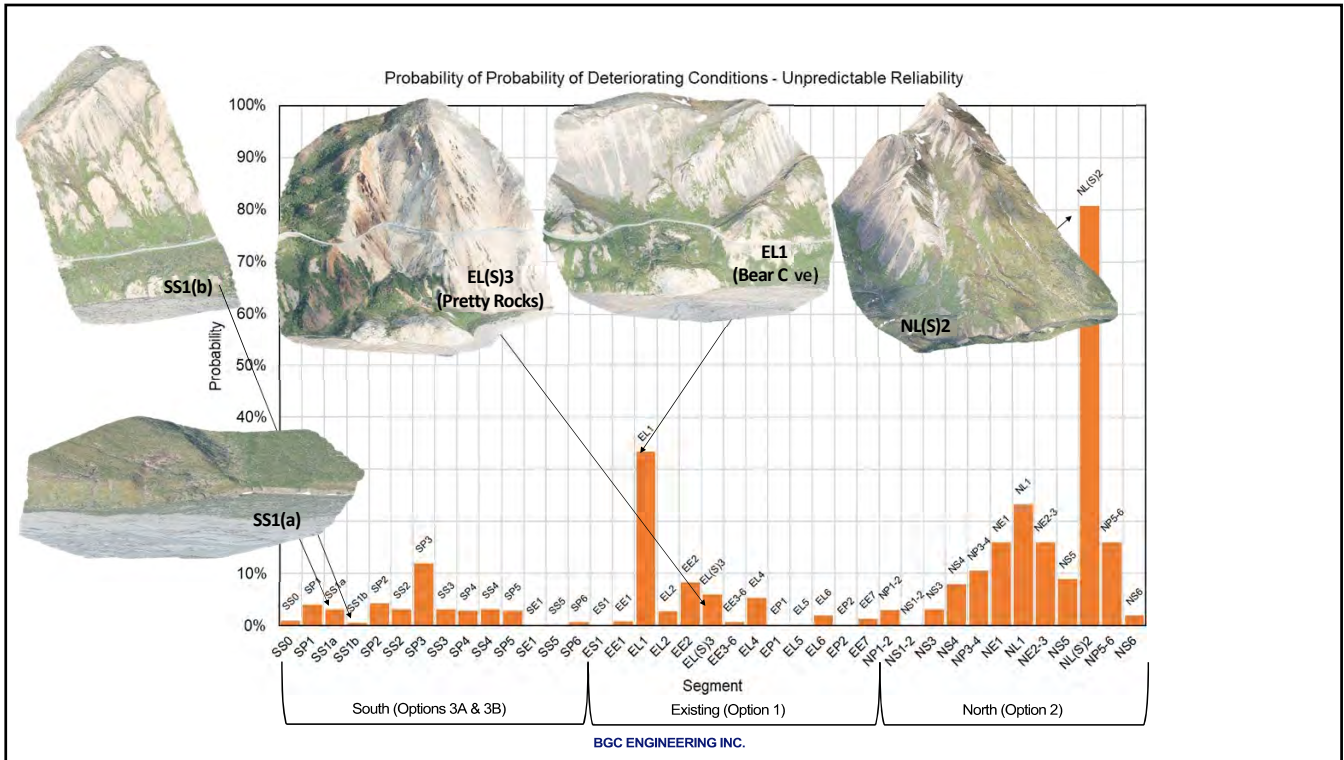 Probability of Probability of Deteriorating Conditions - Unpredictable Reliability
100%
90%
80%
70%
60%
50%
40%
10%
0%
Probability
SS1(b)
EL(S)3
(Pretty Rocks)
EL1
(Bear C ve)
NL(S)2
SS1(a)
SS0
SP1
SS1a
SS1b
SP2
SS2
SP3
SS3
SP4
SS4
SP5
SE1
SS5
SP6
ES1
EE1
EL1
EL2
EE2
EL(S)3
EE3-6
EL4
EP1
EL5
EL6
EP2
EE7
NP1-2
NS1-2
NS3
NS4
NP3-4
NE1
NL1
NE2-3
NS5
NL(S)2
NP5-6
NS6
SS0
SP1
SS1a
SS1b
SP2
SS2
SP3
SS3
SP4
SS4
SP5
SE1
SS5
SP6
ES1
EE1
EL1
EL2
EE2
EL(S)3
EE3-6
EL4
EP1
EL5
EL6
EP2
EE7
NP1-2
NS1-2
NS3
NS4
NP3-4
NE1
NL1
NE2-3
NS5
NL(S)2
NP5-6
NS6
Segment
South (Options 3A & 3B)
Existing (Option 1)
North (Option 2)
BGC ENGINEERING INC.